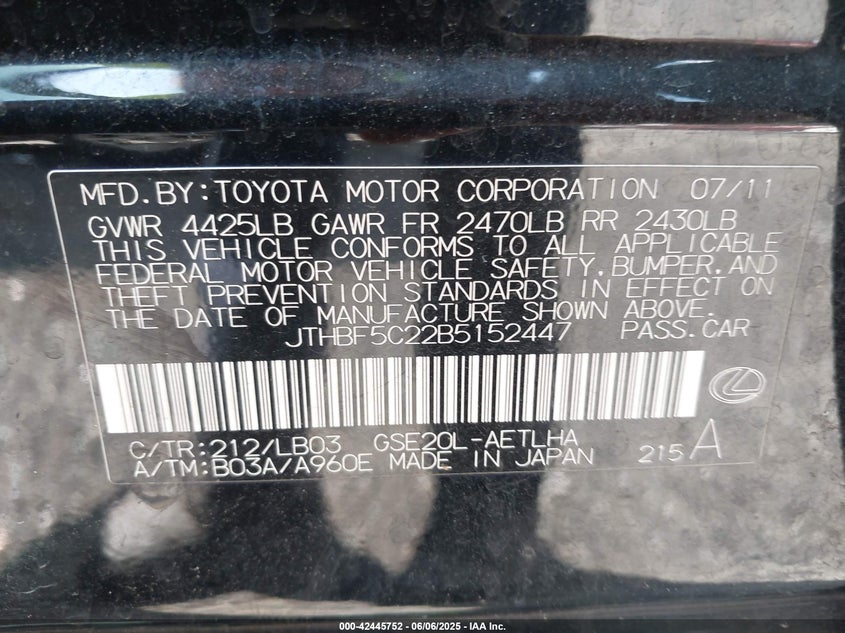 MFD.BY:TOYOTA MOTOR CORPORATION 07/11
GVWR 4425LB GAWR FR 2470LB RR 2430LB
THIS VEHICLE CONFORMS TO ALL APPLICABLE
FEDERAL MOTOR VEHICLE SAFETY,BUMPER,AND
THEFT PREVENTION STANDARDS IN EFFECT ON
THE DATE OF MANUFACTURE SHOWN ABOVE.
JTHBF5C22B5152447 PASS.CAR
C/TR:212/LB03 GSE20L-AETLHA
A/TM:B03A/A960E MADE IN JAPAN 215A
000-42445752 - 06/06/2025 - IAA Inc.